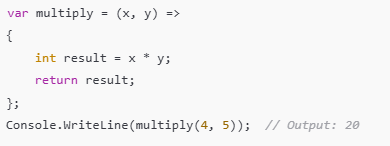 var multiply = (x, y) =>
{
    int result = x * y;
    return result;
};
Console.WriteLine(multiply(4, 5));  // Output: 20